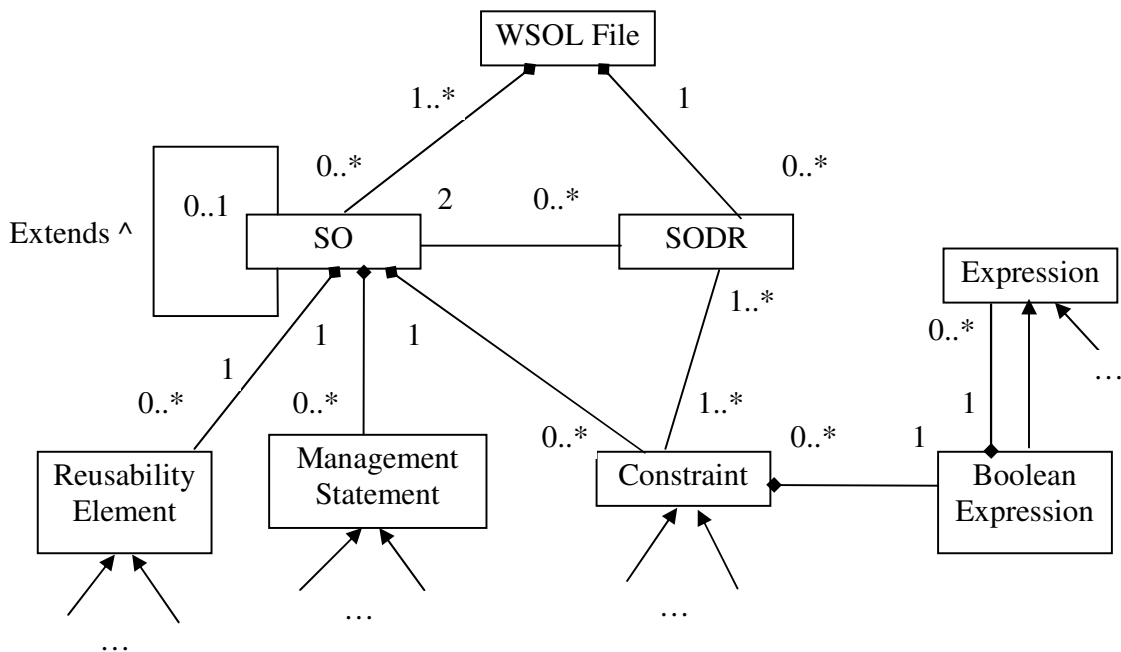 WSOL File
1..*
1
0..*
0..*
0..1
2
0..*
Extends ^
SO
SODR
Expression
1..*
0..*
1
1
1
…
0..*
0..*
1..*
1
0..*
0..*
1
Reusability
Element
Management
Statement
Constraint
Boolean
Expression
…
…
…